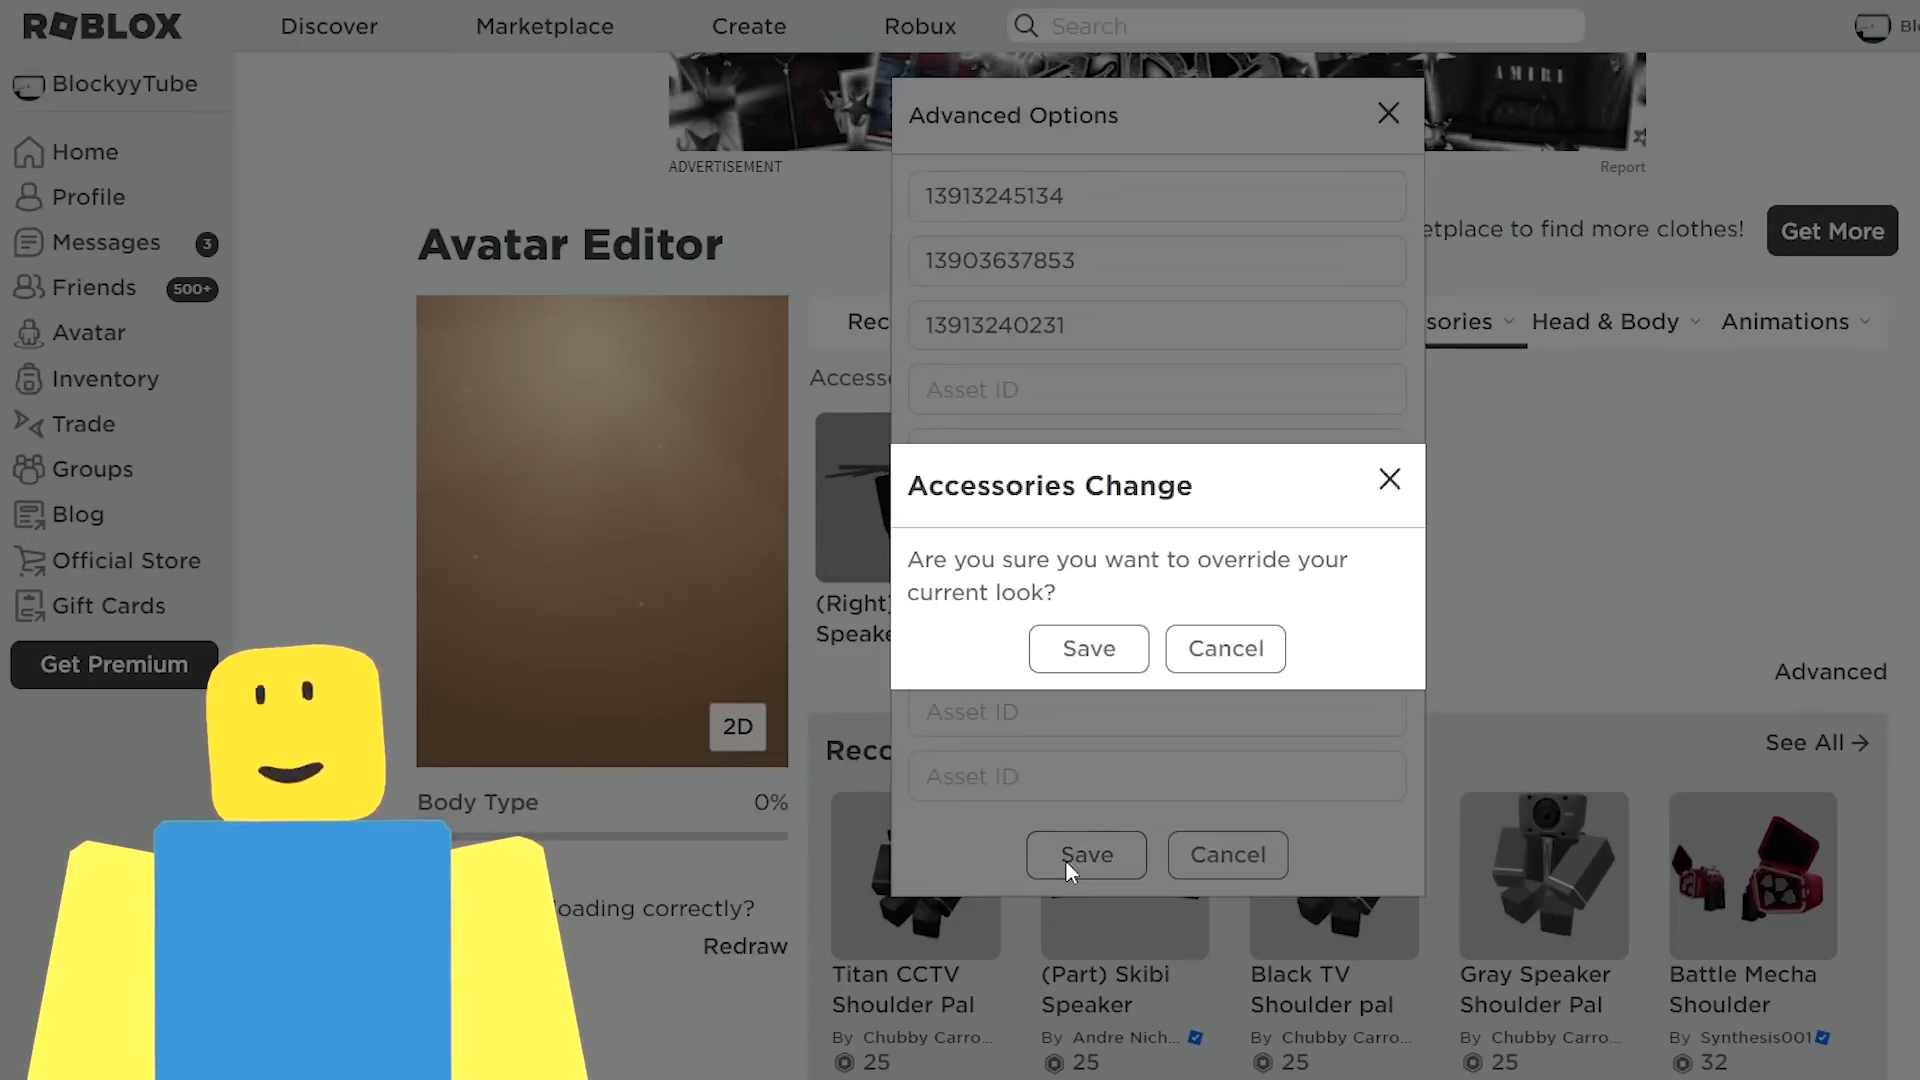 ROBLOX
Discover
Marketplace
Create
Robux
Search
BlockyyTube
Home
Profile
Messages
3
Friends
500+
Avatar
Inventory
Trade
Groups
Blog
Official Store
Gift Cards
Get Premium
AMIRI
ADVERTISEMENT
Report
Avatar Editor
2D
Body Type
0%
loading correctly?
Redraw
Advanced Options
13913245134
13903637853
13913240231
Asset ID
Accessories Change
Are you sure you want to override your
current look?
Save
Cancel
Asset ID
Asset ID
Save
Cancel
etplace to find more clothes!
Get More
Rec
sories
Head & Body
Animations
Accesso
(Right)
Speake
Advanced
Reco
See All
Titan CCTV
Shoulder Pal
By Chubby Carro...
25
(Part) Skibi
Speaker
By Andre Nich...
25
Black TV
Shoulder pal
By Chubby Carro...
25
Gray Speaker
Shoulder Pal
By Chubby Carro...
25
Battle Mecha
Shoulder
By Synthesis001
32